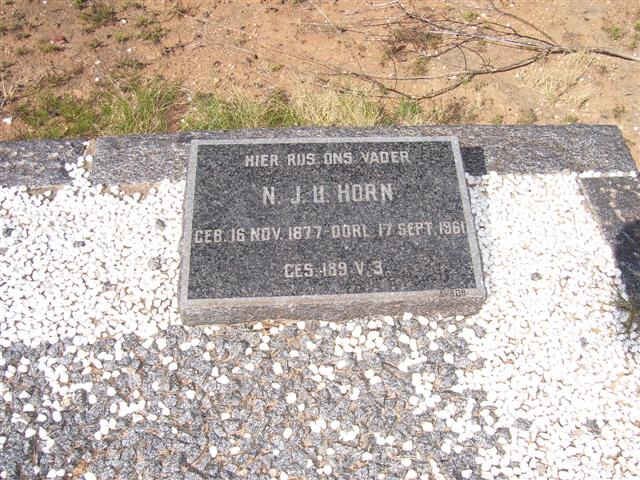 HIER RUS ONS VADER
N. J. U. HORN
GEB. 16 NOV. 1877 - OORL. 17 SEPT. 1961
GES. 189 V. 3